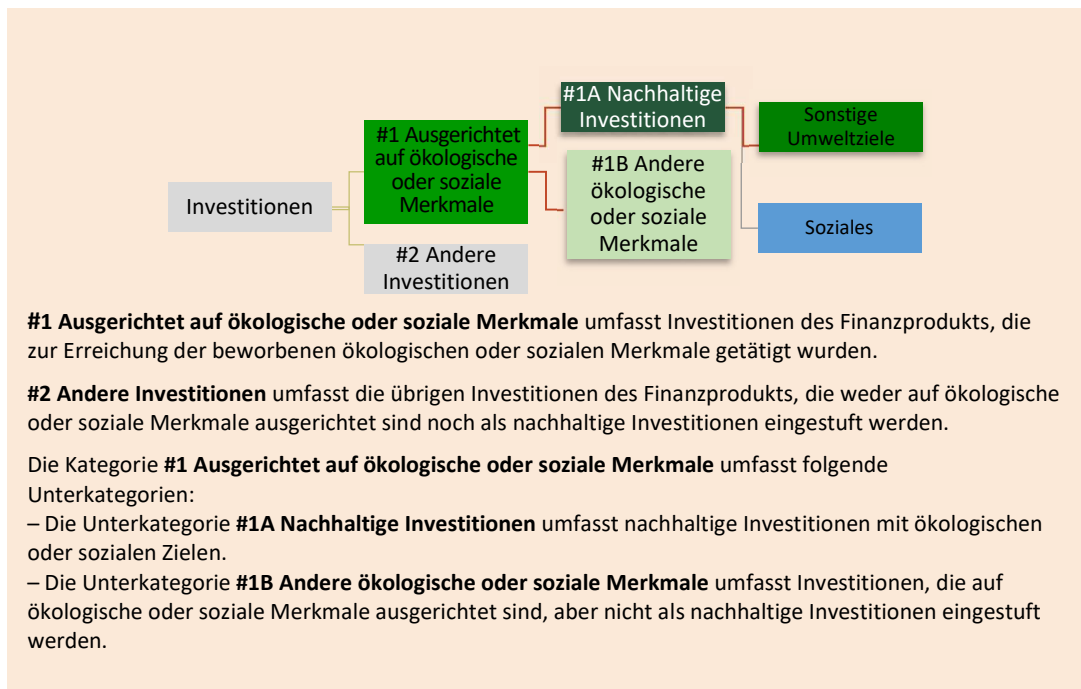 #1A Nachhaltige
Investitionen
Sonstige
Umweltziele
#1 Ausgerichtet
auf ökologische
oder soziale
Merkmale
#1B Andere
ökologische
oder soziale
Merkmale
Investitionen
Soziales
#2 Andere
Investitionen
#1 Ausgerichtet auf ökologische oder soziale Merkmale umfasst Investitionen des Finanzprodukts, die
zur Erreichung der beworbenen ökologischen oder sozialen Merkmale getätigt wurden.
#2 Andere Investitionen umfasst die übrigen Investitionen des Finanzprodukts, die weder auf ökologische
oder soziale Merkmale ausgerichtet sind noch als nachhaltige Investitionen eingestuft werden.
Die Kategorie #1 Ausgerichtet auf ökologische oder soziale Merkmale umfasst folgende
Unterkategorien:
– Die Unterkategorie #1A Nachhaltige Investitionen umfasst nachhaltige Investitionen mit ökologischen
oder sozialen Zielen.
– Die Unterkategorie #1B Andere ökologische oder soziale Merkmale umfasst Investitionen, die auf
ökologische oder soziale Merkmale ausgerichtet sind, aber nicht als nachhaltige Investitionen eingestuft
werden.